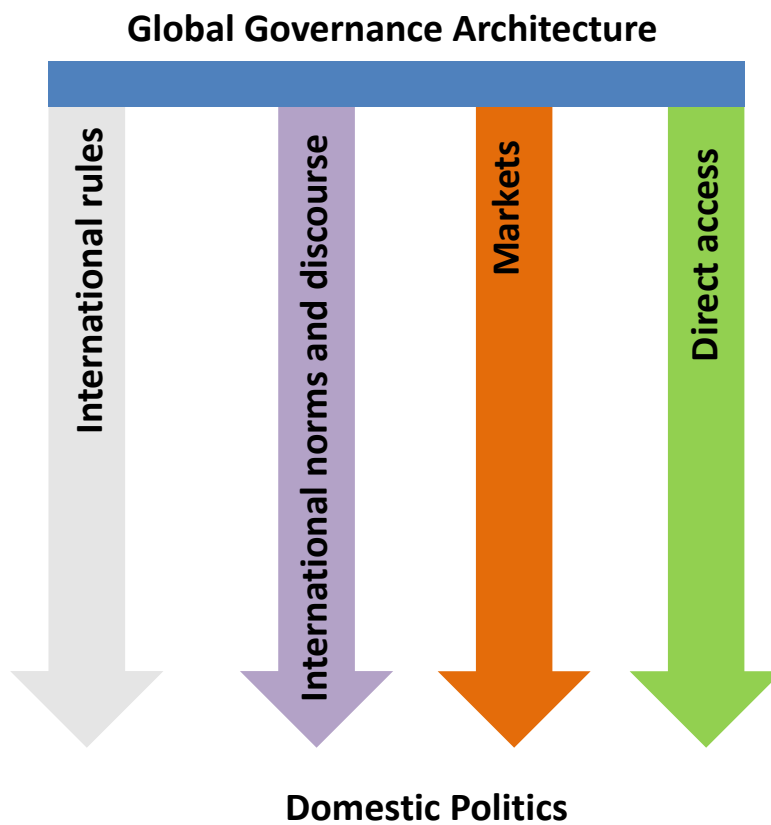 Global Governance Architecture
International rules
International norms and discourse
Markets
Direct access
Domestic Politics